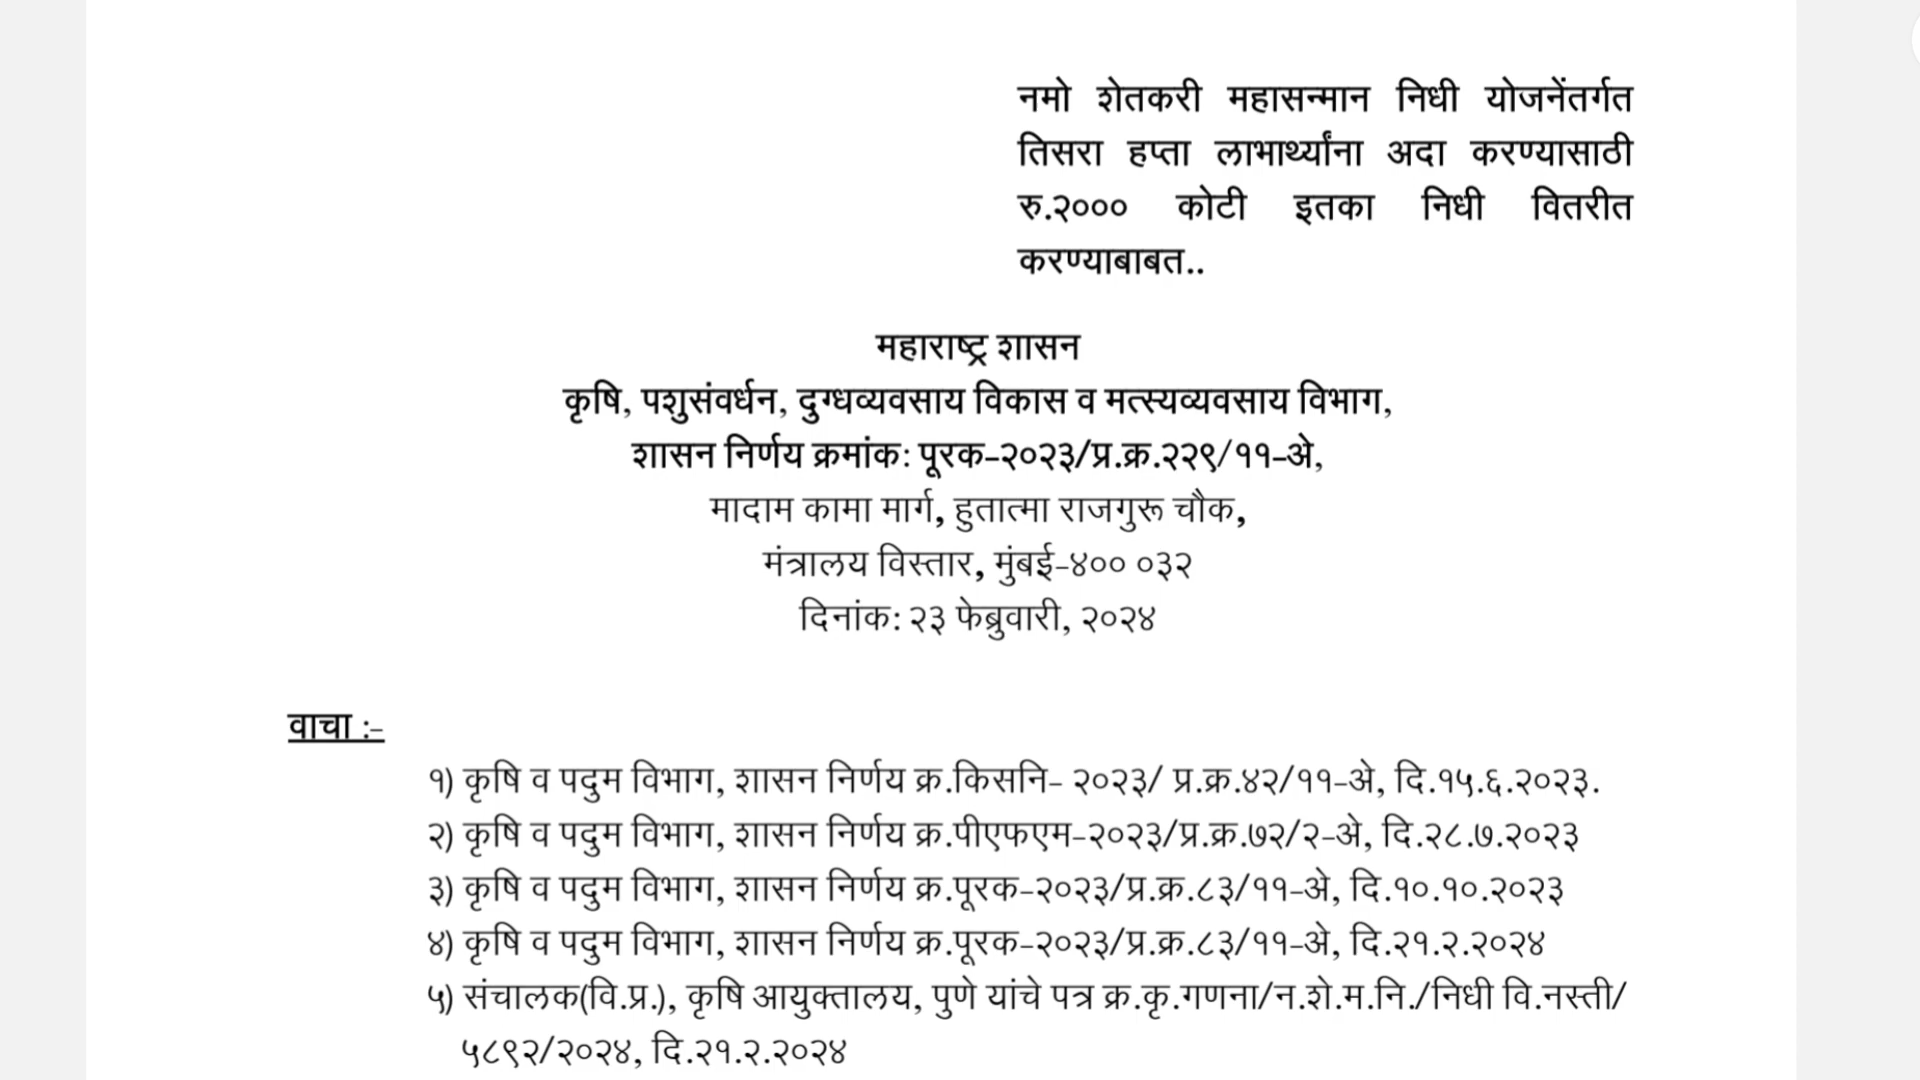 नमो शेतकरी महासन्मान निधी योजनेंतर्गत
तिसरा हप्ता लाभार्थ्यांना अदा करण्यासाठी
रु.२००० कोटी इतका निधी वितरीत
करण्याबाबत..
महाराष्ट्र शासन
कृषि, पशुसंवर्धन, दुग्धव्यवसाय विकास व मत्स्यव्यवसाय विभाग,
शासन निर्णय क्रमांक: पूरक-२०२३/प्र.क्र.२२९/११-अे,
मादाम कामा मार्ग, हुतात्मा राजगुरू चौक,
मंत्रालय विस्तार, मुंबई-४०० ०३२
दिनांक: २३ फेब्रुवारी, २०२४
वाचा :-
१) कृषि व पदुम विभाग, शासन निर्णय क्र.किसनि- २०२३/ प्र.क्र.४२/११-अे, दि.१५.६.२०२३.
२) कृषि व पदुम विभाग, शासन निर्णय क्र.पीएफएम-२०२३/प्र.क्र.७२/२-अे, दि.२८.७.२०२३
३) कृषि व पदुम विभाग, शासन निर्णय क्र.पूरक-२०२३/प्र.क्र.८३/११-अे, दि.१०.१०.२०२३
४) कृषि व पदुम विभाग, शासन निर्णय क्र.पूरक-२०२३/प्र.क्र.८३/११-अे, दि.२१.२.२०२४
५) संचालक(वि.प्र.), कृषि आयुक्तालय, पुणे यांचे पत्र क्र.कृ.गणना/न.शे.म.नि./निधी वि.नस्ती/
५८९२/२०२४, दि.२१.२.२०२४